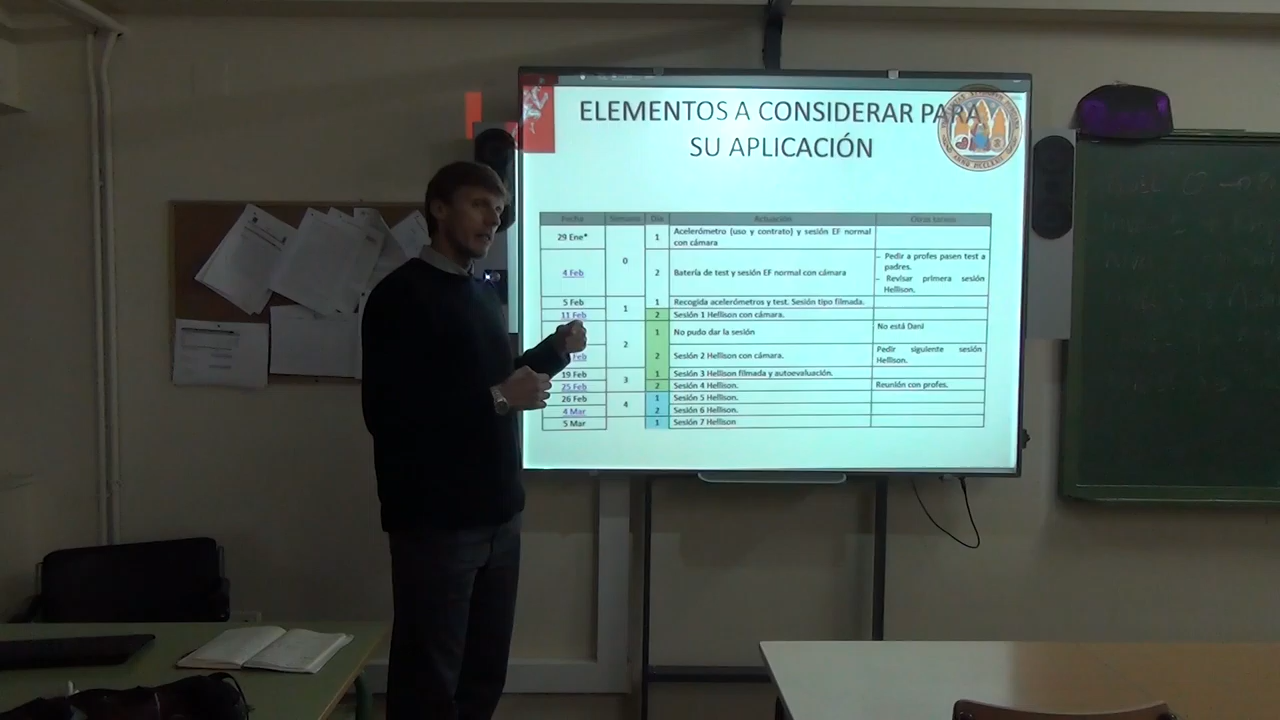 ELEMENTOS A CONSIDERAR PARA
SU APLICACIÓN
Fecha Semana Día Actuación Otras tareas
29 Ene* 0 1 Acelerómetro (uso y contrato) y sesión EF normal
con cámara
4 Feb 2 Batería de test y sesión EF normal con cámara - Pedir a profes pasen test a
padres.
- Revisar primera sesión
Hellison.
5 Feb 1 1 Recogida acelerómetros y test. Sesión tipo filmada.
11 Feb 2 Sesión 1 Hellison con cámara.
2 1 No pudo dar la sesión No está Dani
Feb 2 Sesión 2 Hellison con cámara. Pedir siguiente sesión
Hellison.
19 Feb 3 1 Sesión 3 Hellison filmada y autoevaluación.
25 Feb 2 Sesión 4 Hellison. Reunión con profes.
26 Feb 4 1 Sesión 5 Hellison.
4 Mar 2 Sesión 6 Hellison.
5 Mar 1 Sesión 7 Hellison